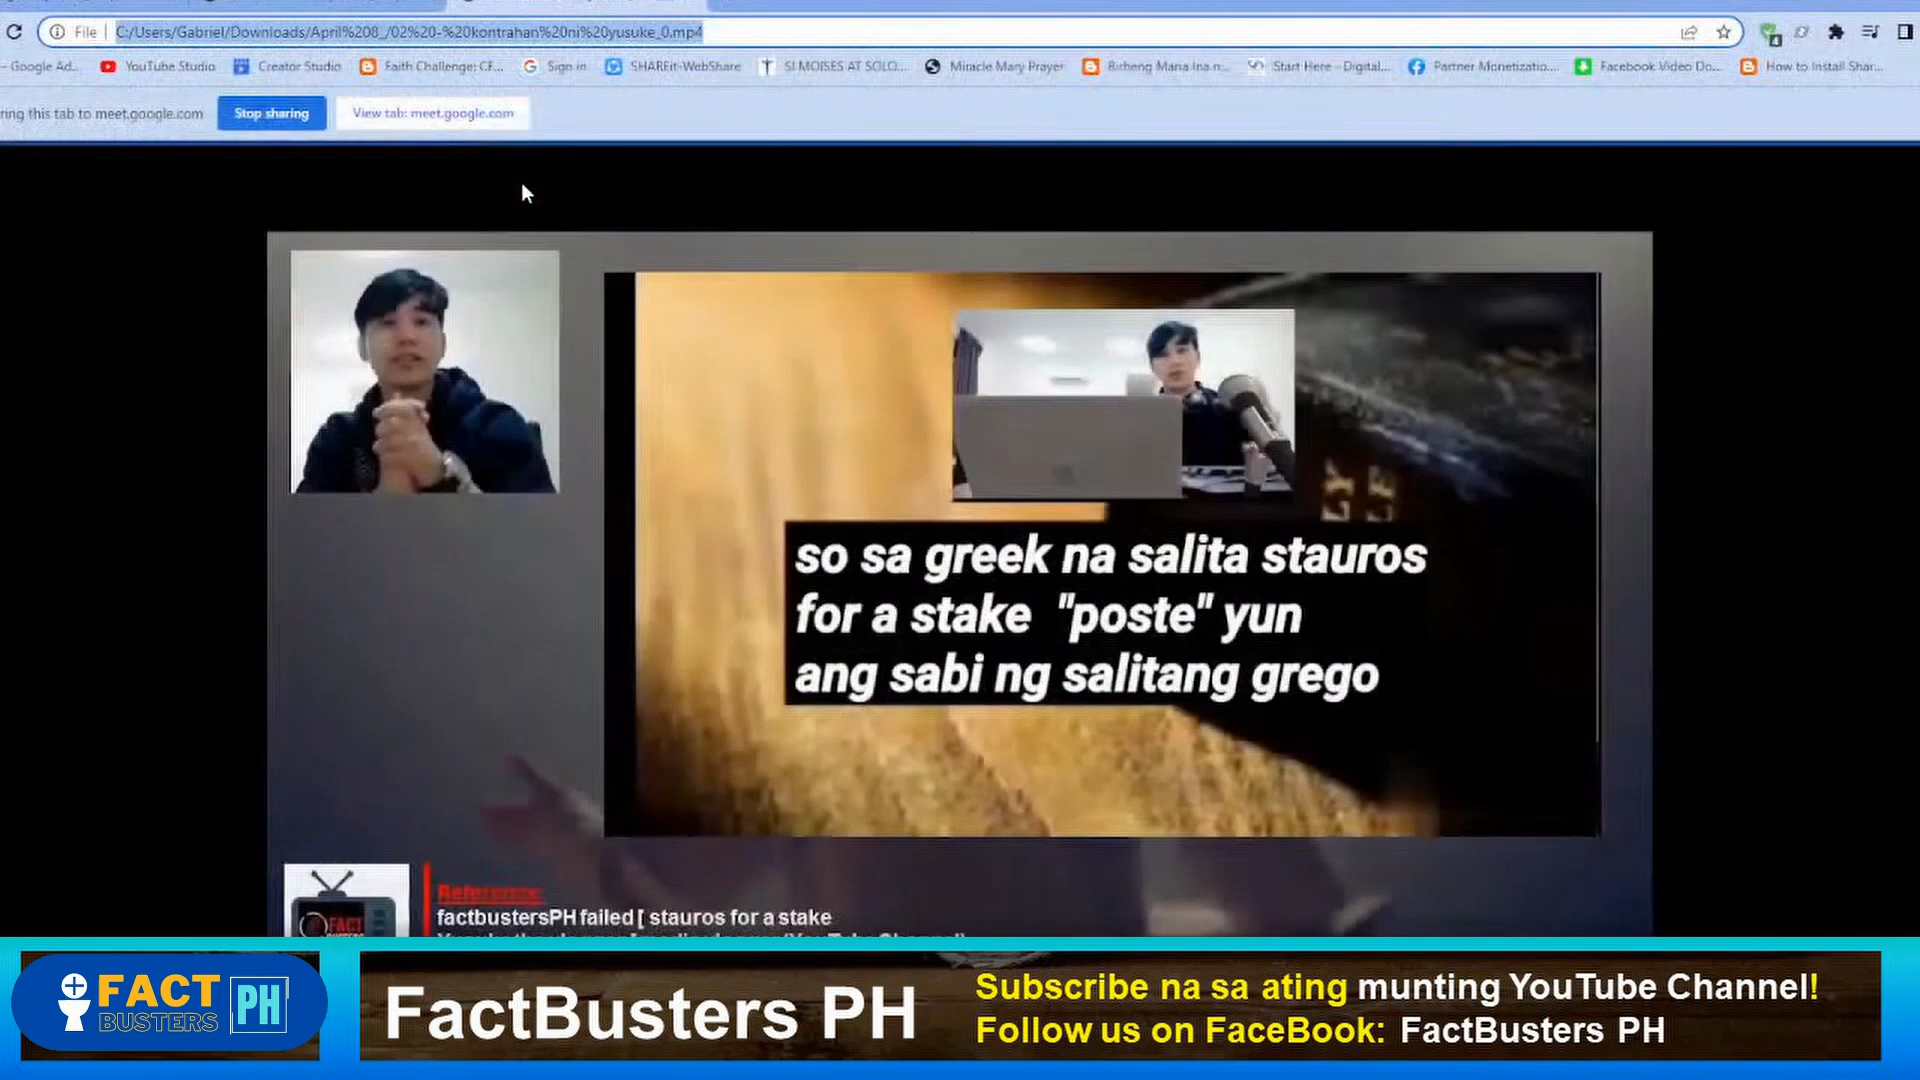 File
C:/Users/Gabriel/Downloads/April%208_/02%20-%20kontrahan%20ni%20yusuke_0.mp4
- Google Ad...
YouTube Studio
Creator Studio
Faith Challenge: CF...
Sign in
SHAREit-WebShare
SI MOISES AT SOLO...
Miracle Mary Prayer
Birheng Maria Ina n...
Start Here - Digital...
Partner Monetizatio...
Facebook Video Do...
How to Install Shar...
ring this tab to meet.google.com
Stop sharing
View tab: meet.google.com
so sa greek na salita stauros
for a stake "poste" yun
ang sabi ng salitang grego
Reference:
factbustersPH failed [ stauros for a stake
FACT
FACT
BUSTERS
PH
FactBusters PH
Subscribe na sa ating munting YouTube Channel!
Follow us on FaceBook: FactBusters PH